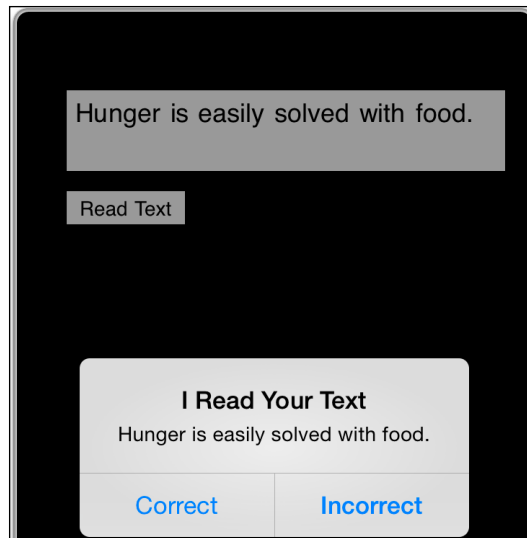 Hunger is easily solved with food.
Read Text
I Read Your Text
Hunger is easily solved with food.
Correct Incorrect